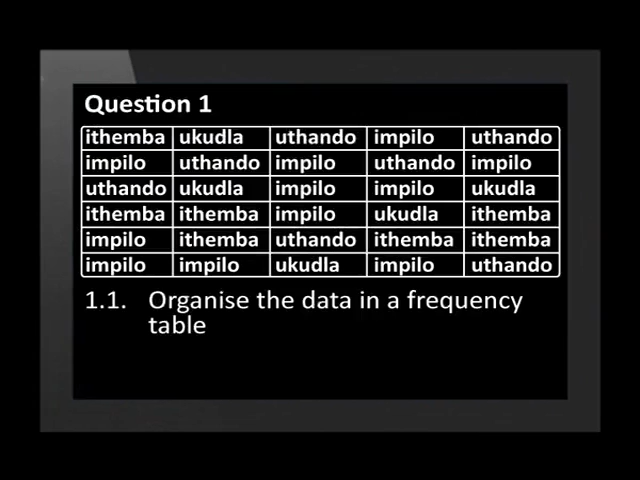 Question 1
ithemba ukudla uthando impilo uthando
impilo uthando impilo uthando impilo
uthando ukudla impilo impilo ukudla
ithemba ithemba impilo ukudla ithemba
impilo ithemba uthando ithemba ithemba
impilo impilo ukudla impilo uthando
1.1. Organise the data in a frequency
table